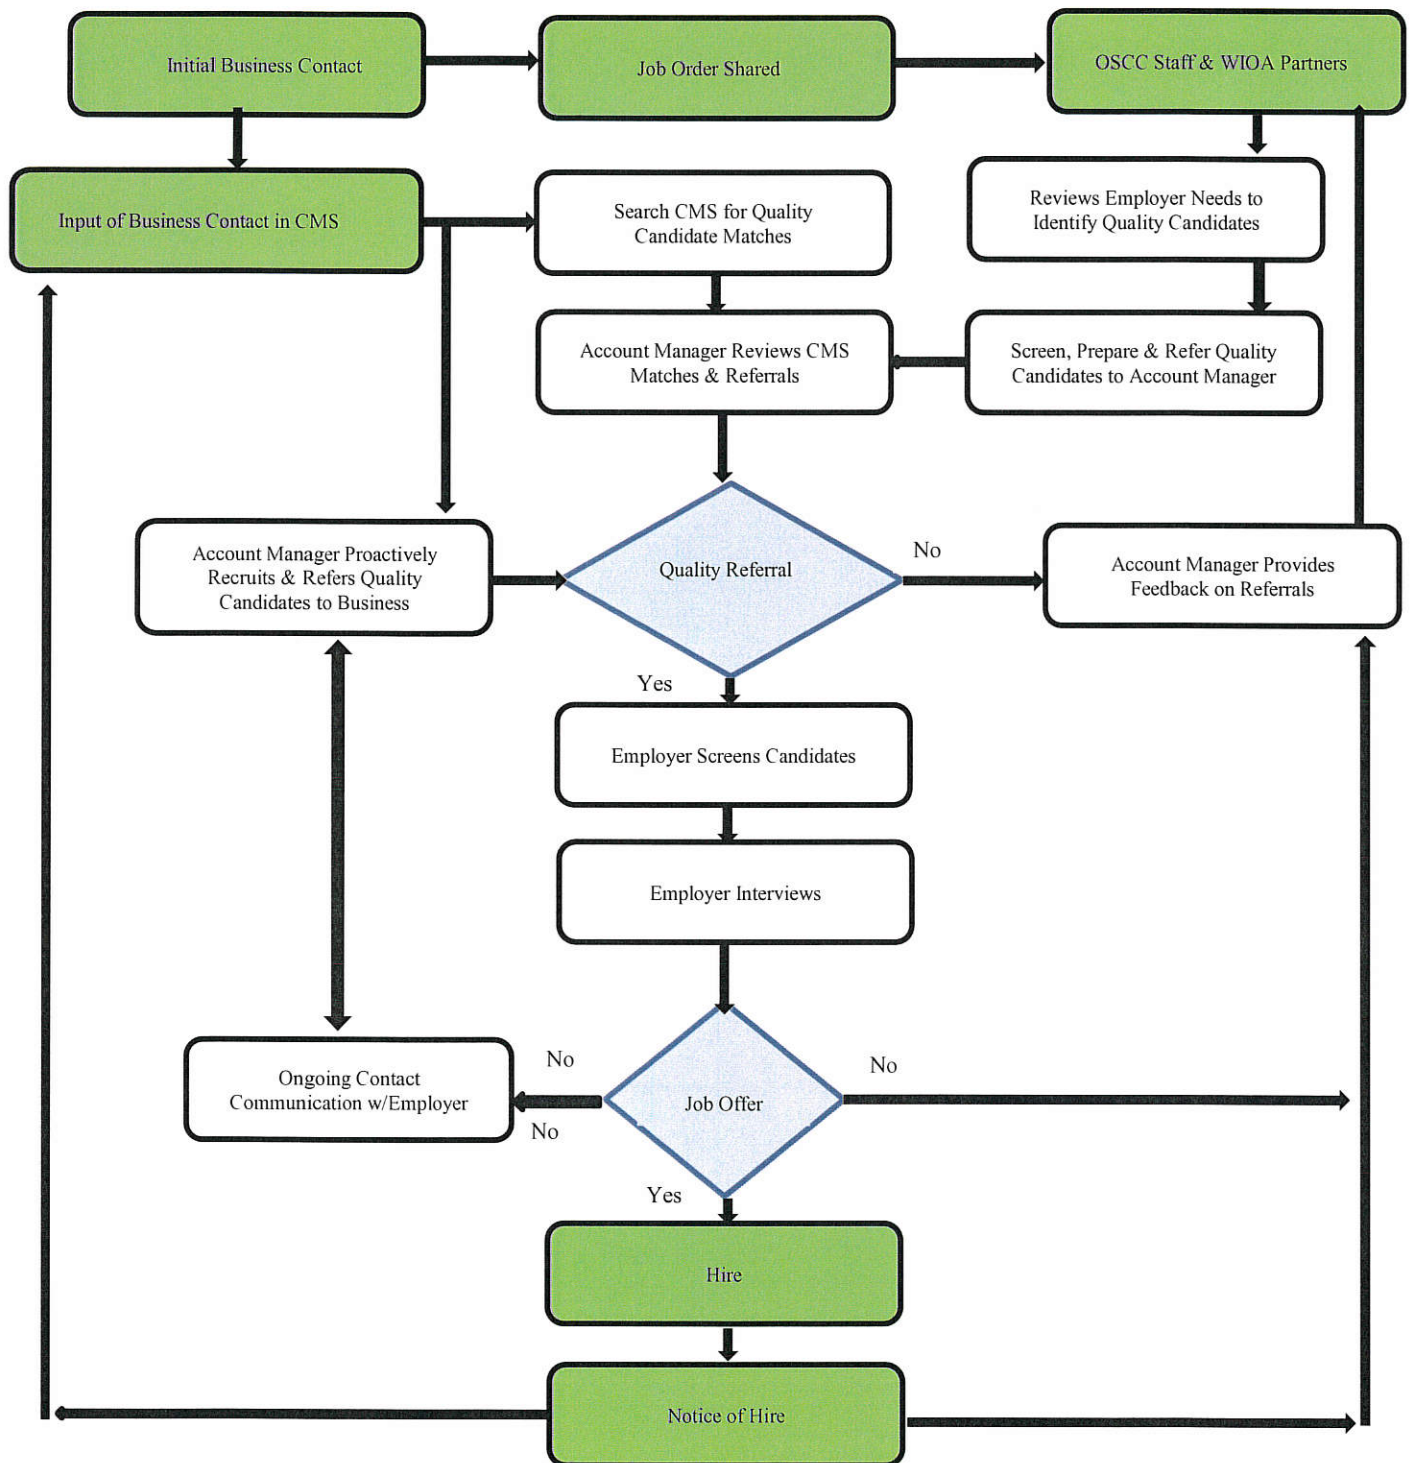 Initial Business Contact
Job Order Shared
OSCC Staff & WIOA Partners
Input of Business Contact in CMS
Search CMS for Quality
Candidate Matches
Reviews Employer Needs to
Identify Quality Candidates
Account Manager Reviews CMS
Matches & Referrals
Screen, Prepare & Refer Quality
Candidates to Account Manager
Account Manager Proactively
Recruits & Refers Quality
Candidates to Business
Quality Referral
No
Account Manager Provides
Feedback on Referrals
Yes
Employer Screens Candidates
Employer Interviews
Ongoing Contact
Communication w/Employer
No
No
Job Offer
No
Yes
Hire
Notice of Hire